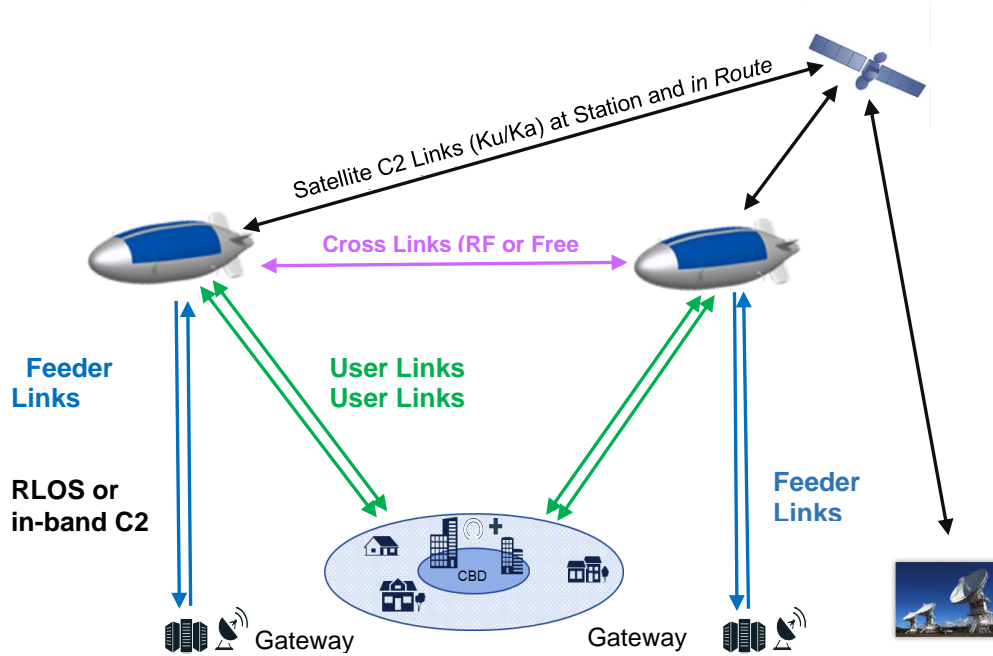 Satellite C2 Links (Ku/Ka) at Station and in Route
Cross Links (RF or Free
Feeder
Links
User Links
User Links
RLOS or
in-band C2
Feeder
Links
CBD
Gateway
Gateway